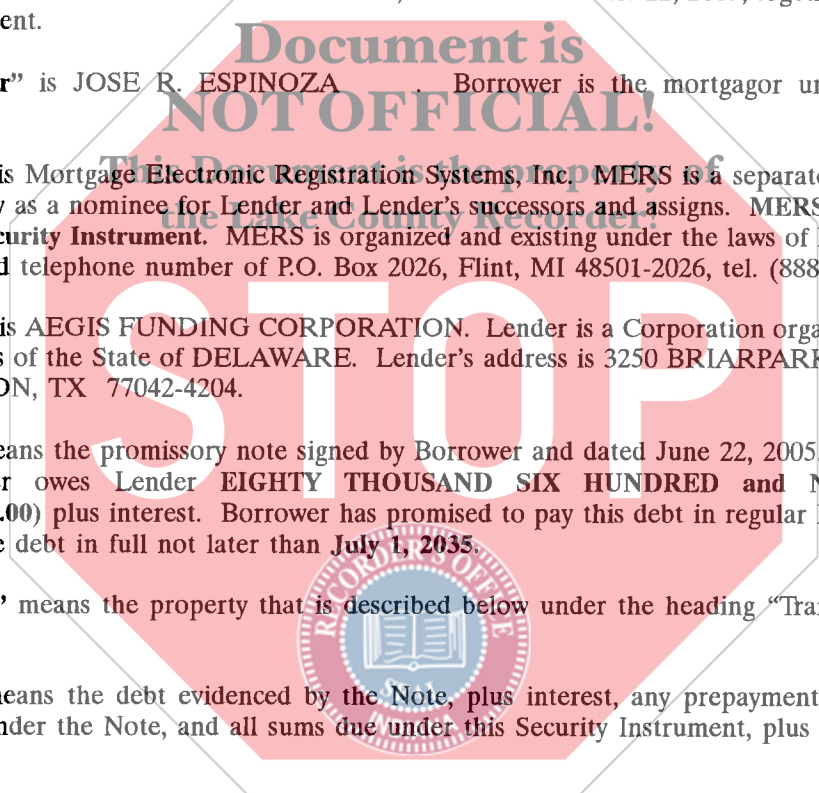 ent.
Document is
r” is JOSE R. ESPINOZA . Borrower is the mortgagor un
NOT OFFICIAL!
This Document is the property of
is Mortgage Electronic Registration Systems, Inc. MERS is a separat
y as a nominee for Lender and Lender's successors and assigns. MERS
the Lake County Recorder!
curity Instrument. MERS is organized and existing under the laws of
d telephone number of P.O. Box 2026, Flint, MI 48501-2026, tel. (888
STOP
is AEGIS FUNDING CORPORATION. Lender is a Corporation orga
s of the State of DELAWARE. Lender's address is 3250 BRIARPARK
ON, TX 77042-4204.
eans the promissory note signed by Borrower and dated June 22, 2005
r owes Lender EIGHTY THOUSAND SIX HUNDRED and N
.00) plus interest. Borrower has promised to pay this debt in regular
e debt in full not later than July 1, 2035.
RECORDER'S OFFICE
” means the property that is described below under the heading “Tra
SEAL
eans the debt evidenced by the Note, plus interest, any prepayment
nder the Note, and all sums due under this Security Instrument, plus